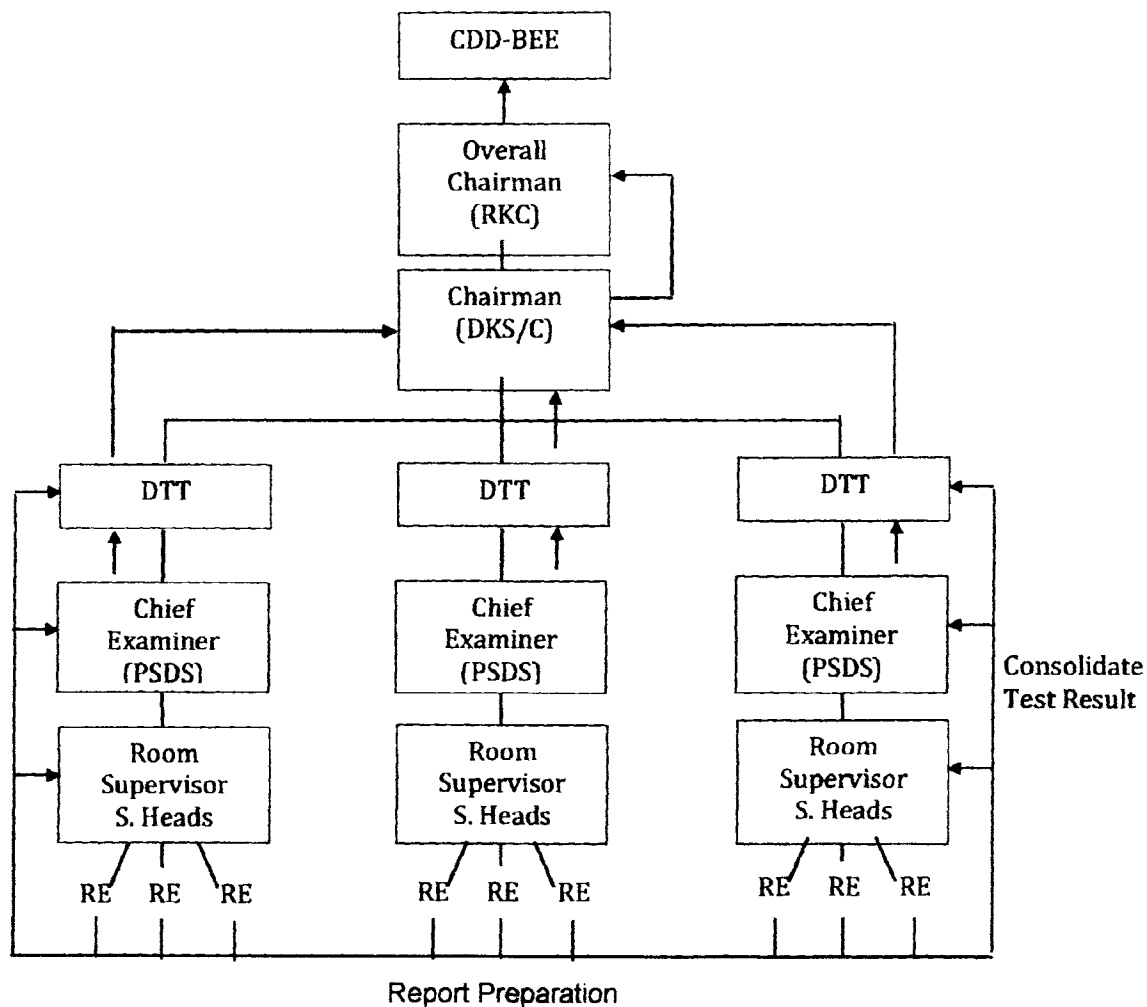 CDD-BEE
Overall
Chairman
(RKC)
Chairman
(DKS/C)
DTT
DTT
DTT
Chief
Examiner
(PSDS)
Chief
Examiner
(PSDS)
Chief
Examiner
(PSDS)
Consolidate
Test Result
Room
Supervisor
S. Heads
Room
Supervisor
S. Heads
Room
Supervisor
S. Heads
RE RE RE
RE RE RE
RE RE RE
Report Preparation